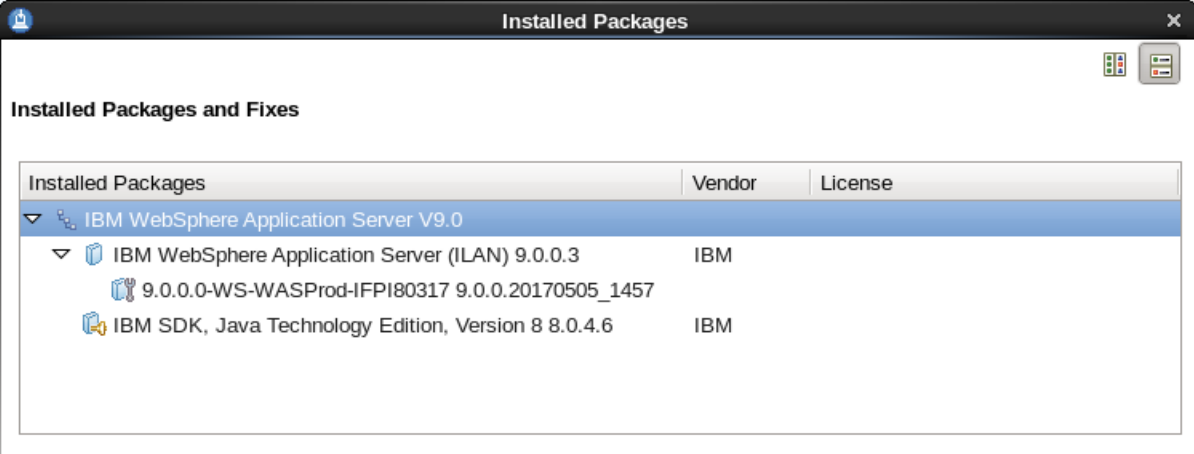 Installed Packages
Installed Packages and Fixes
Installed Packages Vendor License
IBM WebSphere Application Server V9.0
IBM WebSphere Application Server (ILAN) 9.0.0.3 IBM
9.0.0.0-WS-WASProd-IFPI80317 9.0.0.20170505_1457
IBM SDK, Java Technology Edition, Version 8 8.0.4.6 IBM